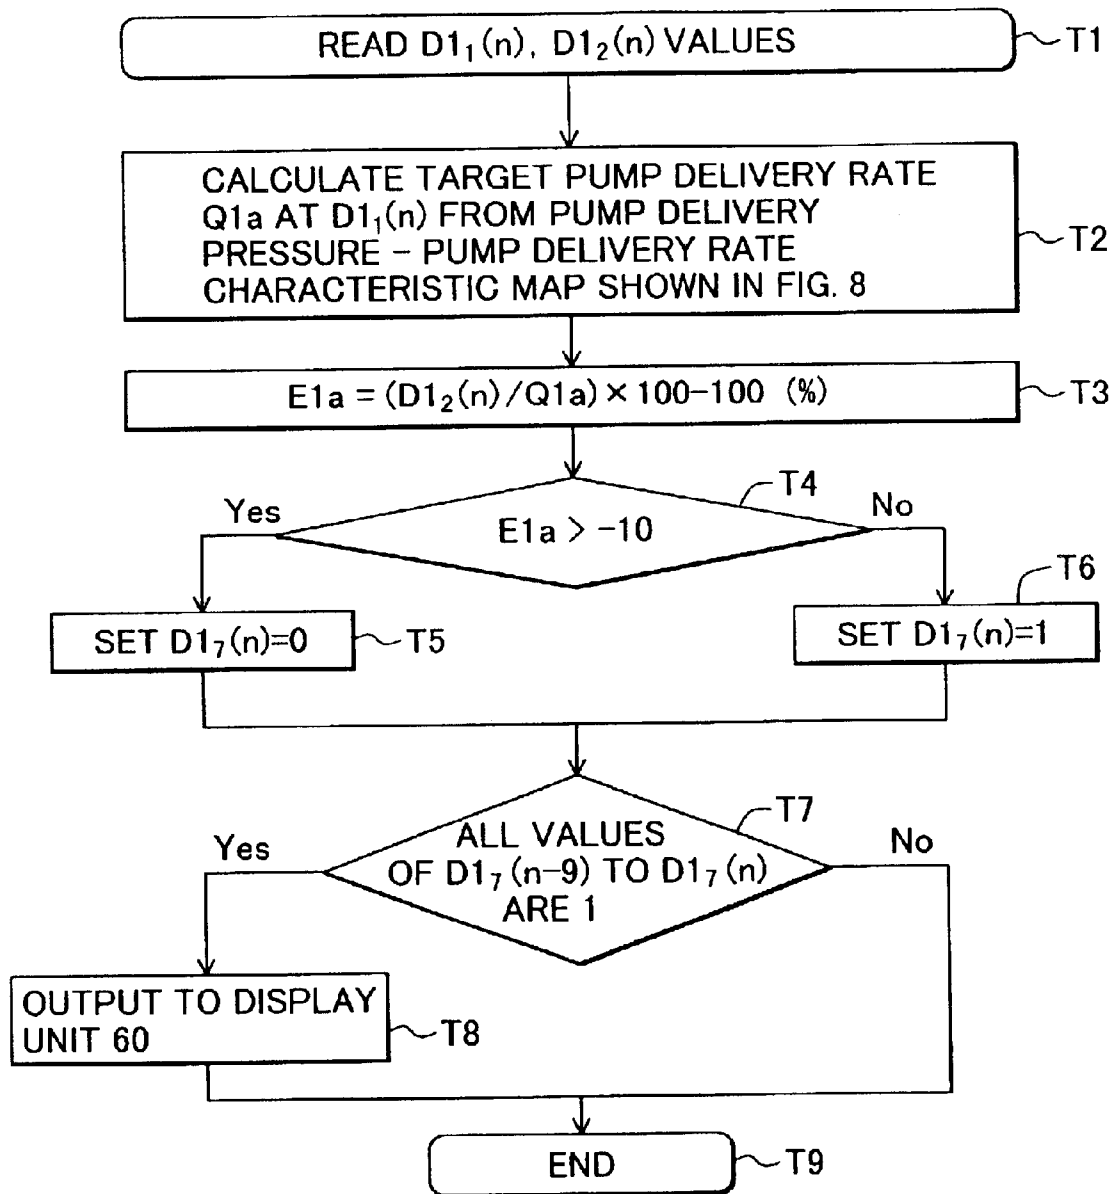 READ D1₁(n), D1₂(n) VALUES
T1
CALCULATE TARGET PUMP DELIVERY RATE
Q1a AT D1₁(n) FROM PUMP DELIVERY
PRESSURE – PUMP DELIVERY RATE
CHARACTERISTIC MAP SHOWN IN FIG. 8
T2
E1a = (D1₂(n)/Q1a) × 100–100 (%)
T3
T4
Yes
No
E1a > –10
T6
SET D1₇(n)=0
T5
SET D1₇(n)=1
T7
Yes
No
ALL VALUES
OF D1₇(n–9) TO D1₇(n)
ARE 1
OUTPUT TO DISPLAY
UNIT 60
T8
END
T9